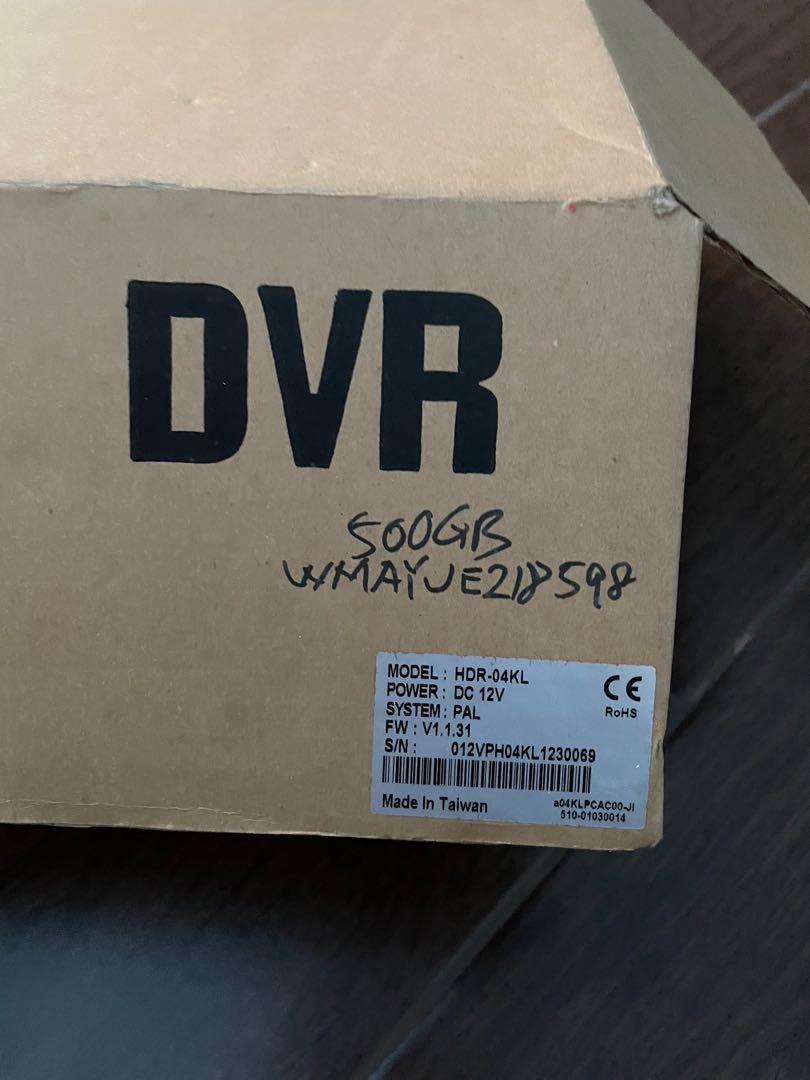 DVR
500GB
WMAYUE218598
MODEL : HDR-04KL
POWER : DC 12V
SYSTEM : PAL
FW : V1.1.31
S/N : 012VPH04KL1230069
CE
RoHS
Made In Taiwan
a04KLPCAC00-JI
510-01030014